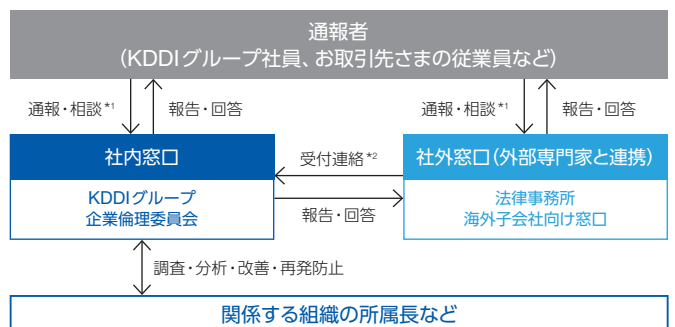 通報者
(KDDIグループ社員、お取引先さまの従業員など)
通報・相談*1
報告・回答
通報・相談*1
報告・回答
社内窓口
KDDIグループ
企業倫理委員会
受付連絡*2
報告・回答
社外窓口(外部専門家と連携)
法律事務所
海外子会社向け窓口
調査・分析・改善・再発防止
関係する組織の所属長など